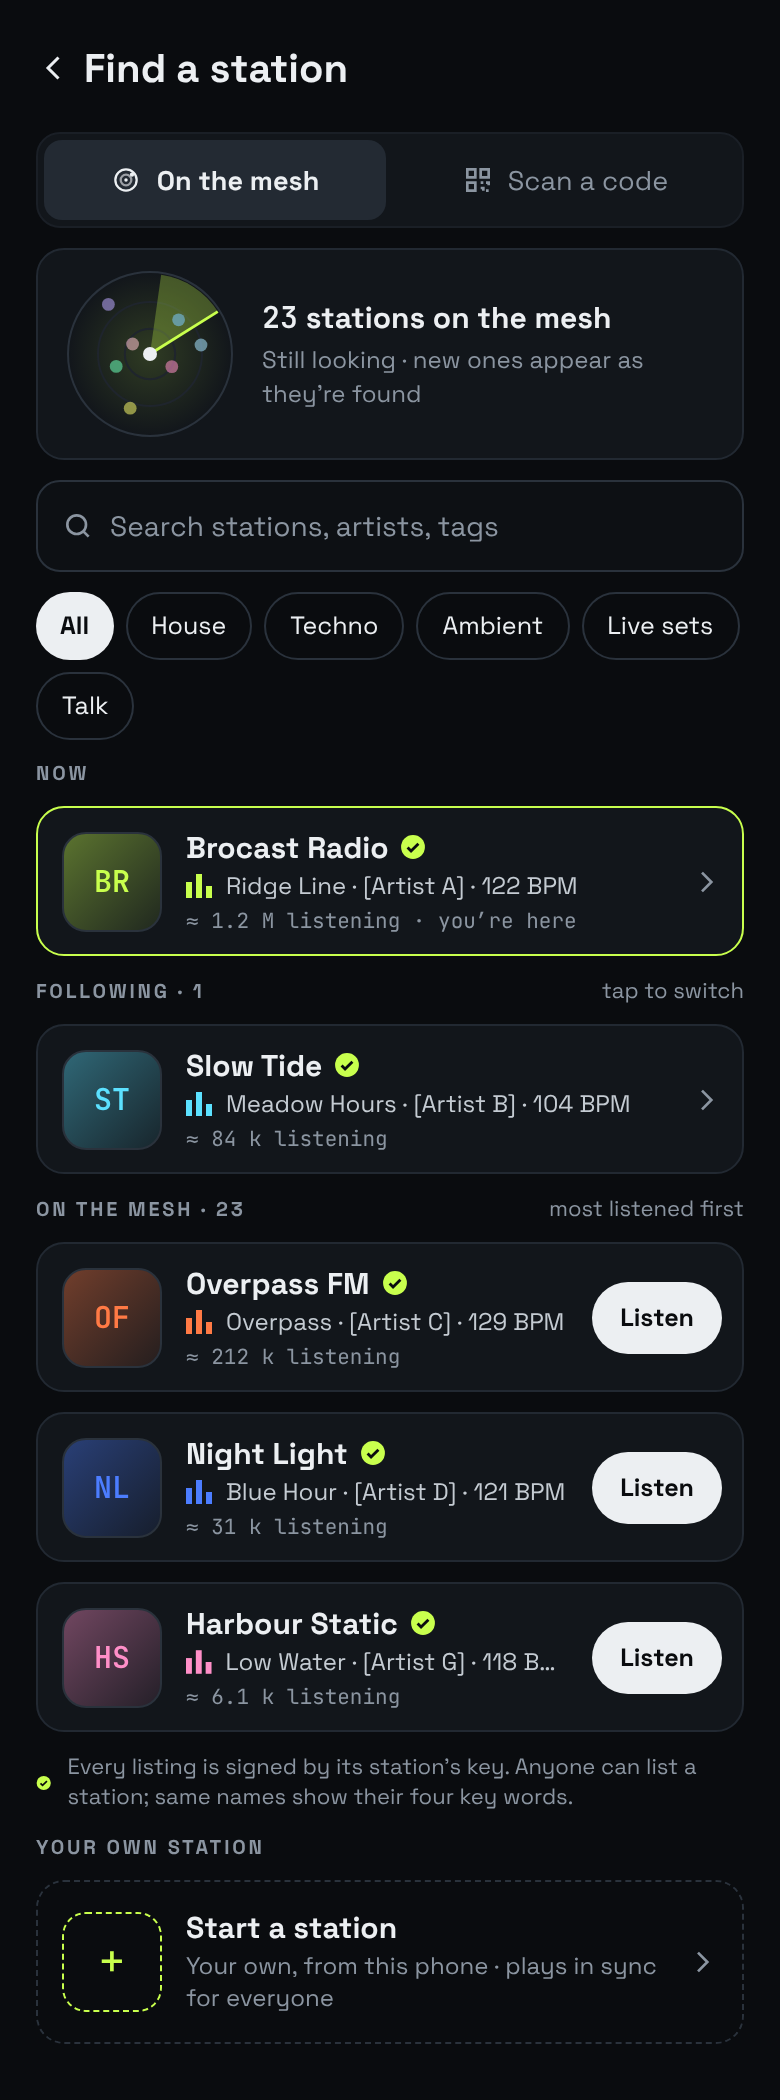 Find a station
On the mesh
Scan a code
23 stations on the mesh
Still looking · new ones appear as
they’re found
Search stations, artists, tags
All
House
Techno
Ambient
Live sets
Talk
NOW
BR
Brocast Radio
Ridge Line · [Artist A] · 122 BPM
≈ 1.2 M listening · you’re here
FOLLOWING · 1
tap to switch
ST
Slow Tide
Meadow Hours · [Artist B] · 104 BPM
≈ 84 k listening
ON THE MESH · 23
most listened first
OF
Overpass FM
Overpass · [Artist C] · 129 BPM
≈ 212 k listening
Listen
NL
Night Light
Blue Hour · [Artist D] · 121 BPM
≈ 31 k listening
Listen
HS
Harbour Static
Low Water · [Artist G] · 118 B...
≈ 6.1 k listening
Listen
Every listing is signed by its station’s key. Anyone can list a
station; same names show their four key words.
YOUR OWN STATION
+
Start a station
Your own, from this phone · plays in sync
for everyone